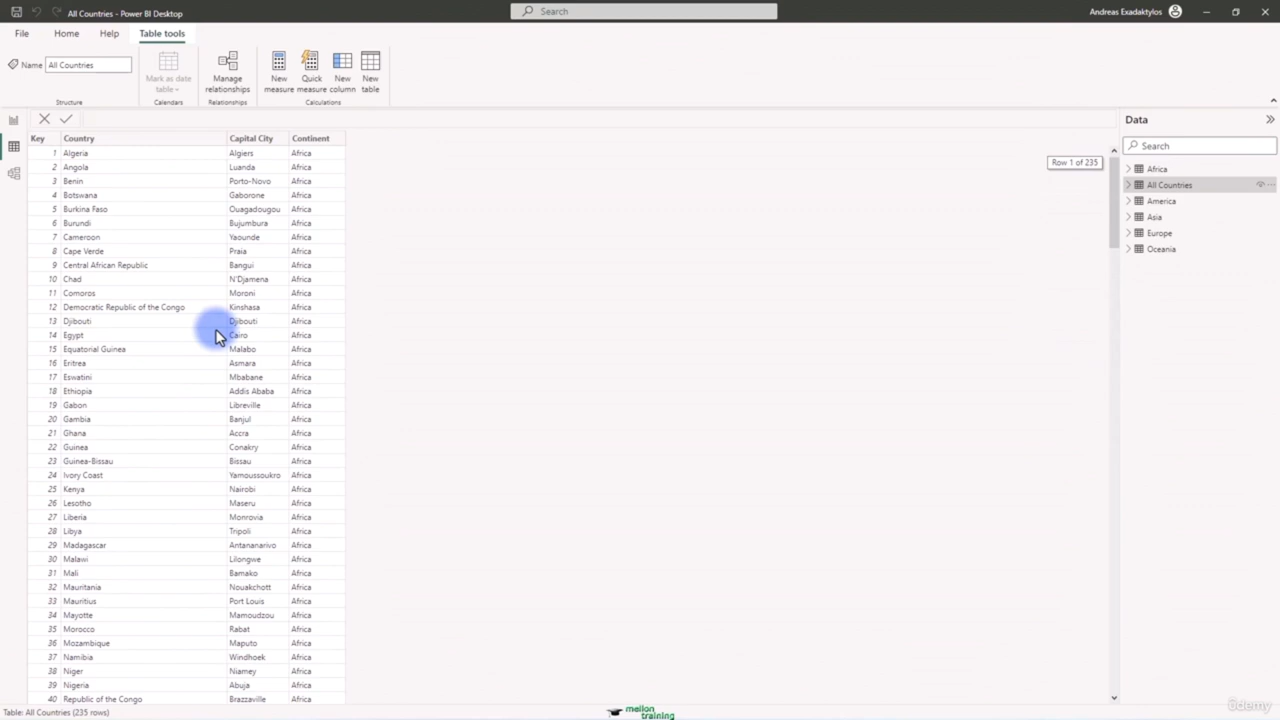 All Countries - Power BI Desktop
Search
Andreas Exadaktylos
File Home Help Table tools
Name All Countries
Mark as date table
Manage relationships
New measure
Quick measure
New column
New table
Structure Calendars Relationships Calculations
Key Country Capital City Continent
1 Algeria Algiers Africa
2 Angola Luanda Africa
3 Benin Porto-Novo Africa
4 Botswana Gaborone Africa
5 Burkina Faso Ouagadougou Africa
6 Burundi Bujumbura Africa
7 Cameroon Yaounde Africa
8 Cape Verde Praia Africa
9 Central African Republic Bangui Africa
10 Chad N'Djamena Africa
11 Comoros Moroni Africa
12 Democratic Republic of the Congo Kinshasa Africa
13 Djibouti Djibouti Africa
14 Egypt Cairo Africa
15 Equatorial Guinea Malabo Africa
16 Eritrea Asmara Africa
17 Eswatini Mbabane Africa
18 Ethiopia Addis Ababa Africa
19 Gabon Libreville Africa
20 Gambia Banjul Africa
21 Ghana Accra Africa
22 Guinea Conakry Africa
23 Guinea-Bissau Bissau Africa
24 Ivory Coast Yamoussoukro Africa
25 Kenya Nairobi Africa
26 Lesotho Maseru Africa
27 Liberia Monrovia Africa
28 Libya Tripoli Africa
29 Madagascar Antananarivo Africa
30 Malawi Lilongwe Africa
31 Mali Bamako Africa
32 Mauritania Nouakchott Africa
33 Mauritius Port Louis Africa
34 Mayotte Mamoudzou Africa
35 Morocco Rabat Africa
36 Mozambique Maputo Africa
37 Namibia Windhoek Africa
38 Niger Niamey Africa
39 Nigeria Abuja Africa
40 Republic of the Congo Brazzaville Africa
Row 1 of 235
Data
Search
Africa
All Countries
America
Asia
Europe
Oceania
Table: All Countries (235 rows)
mellon
training
ûdemy